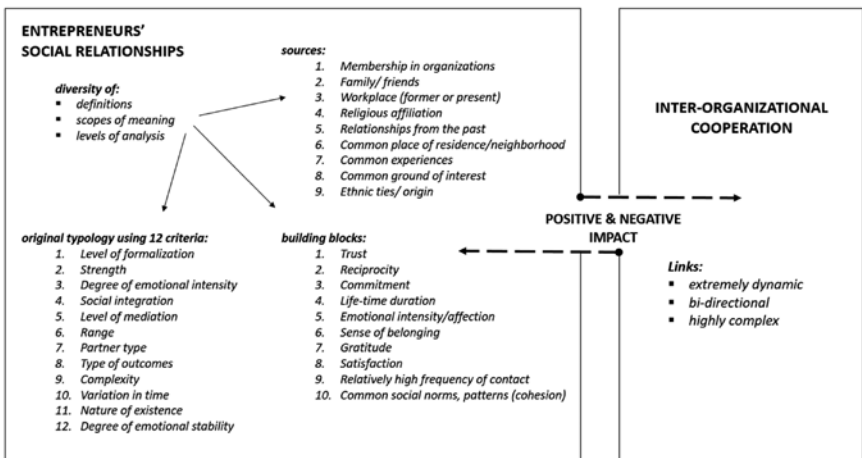 ENTREPRENEURS'
SOCIAL RELATIONSHIPS
diversity of:
▪ definitions
▪ scopes of meaning
▪ levels of analysis
sources:
1. Membership in organizations
2. Family/ friends
3. Workplace (former or present)
4. Religious affiliation
5. Relationships from the past
6. Common place of residence/neighborhood
7. Common experiences
8. Common ground of interest
9. Ethnic ties/ origin
original typology using 12 criteria:
1. Level of formalization
2. Strength
3. Degree of emotional intensity
4. Social integration
5. Level of mediation
6. Range
7. Partner type
8. Type of outcomes
9. Complexity
10. Variation in time
11. Nature of existence
12. Degree of emotional stability
building blocks:
1. Trust
2. Reciprocity
3. Commitment
4. Life-time duration
5. Emotional intensity/affection
6. Sense of belonging
7. Gratitude
8. Satisfaction
9. Relatively high frequency of contact
10. Common social norms, patterns (cohesion)
POSITIVE & NEGATIVE
IMPACT
INTER-ORGANIZATIONAL
COOPERATION
Links:
▪ extremely dynamic
▪ bi-directional
▪ highly complex